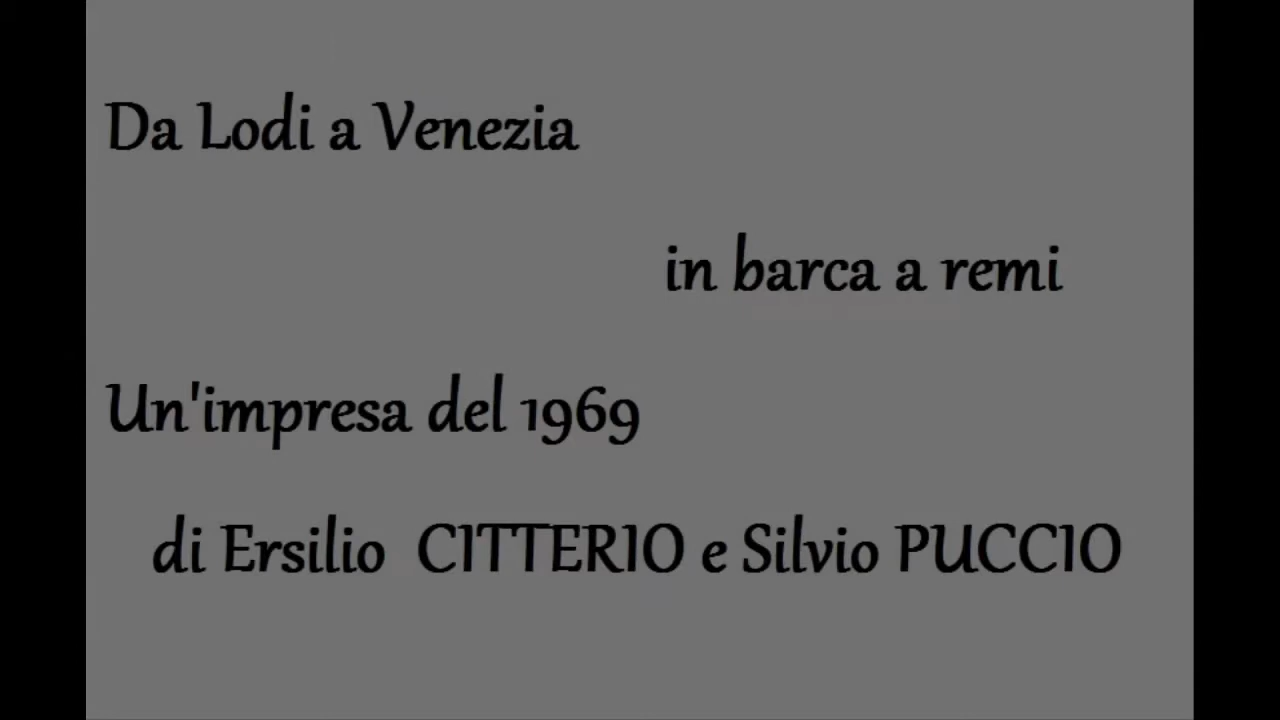 Da Lodi a Venezia
in barca a remi
Un'impresa del 1969
di Ersilio CITTERIO e Silvio PUCCIO